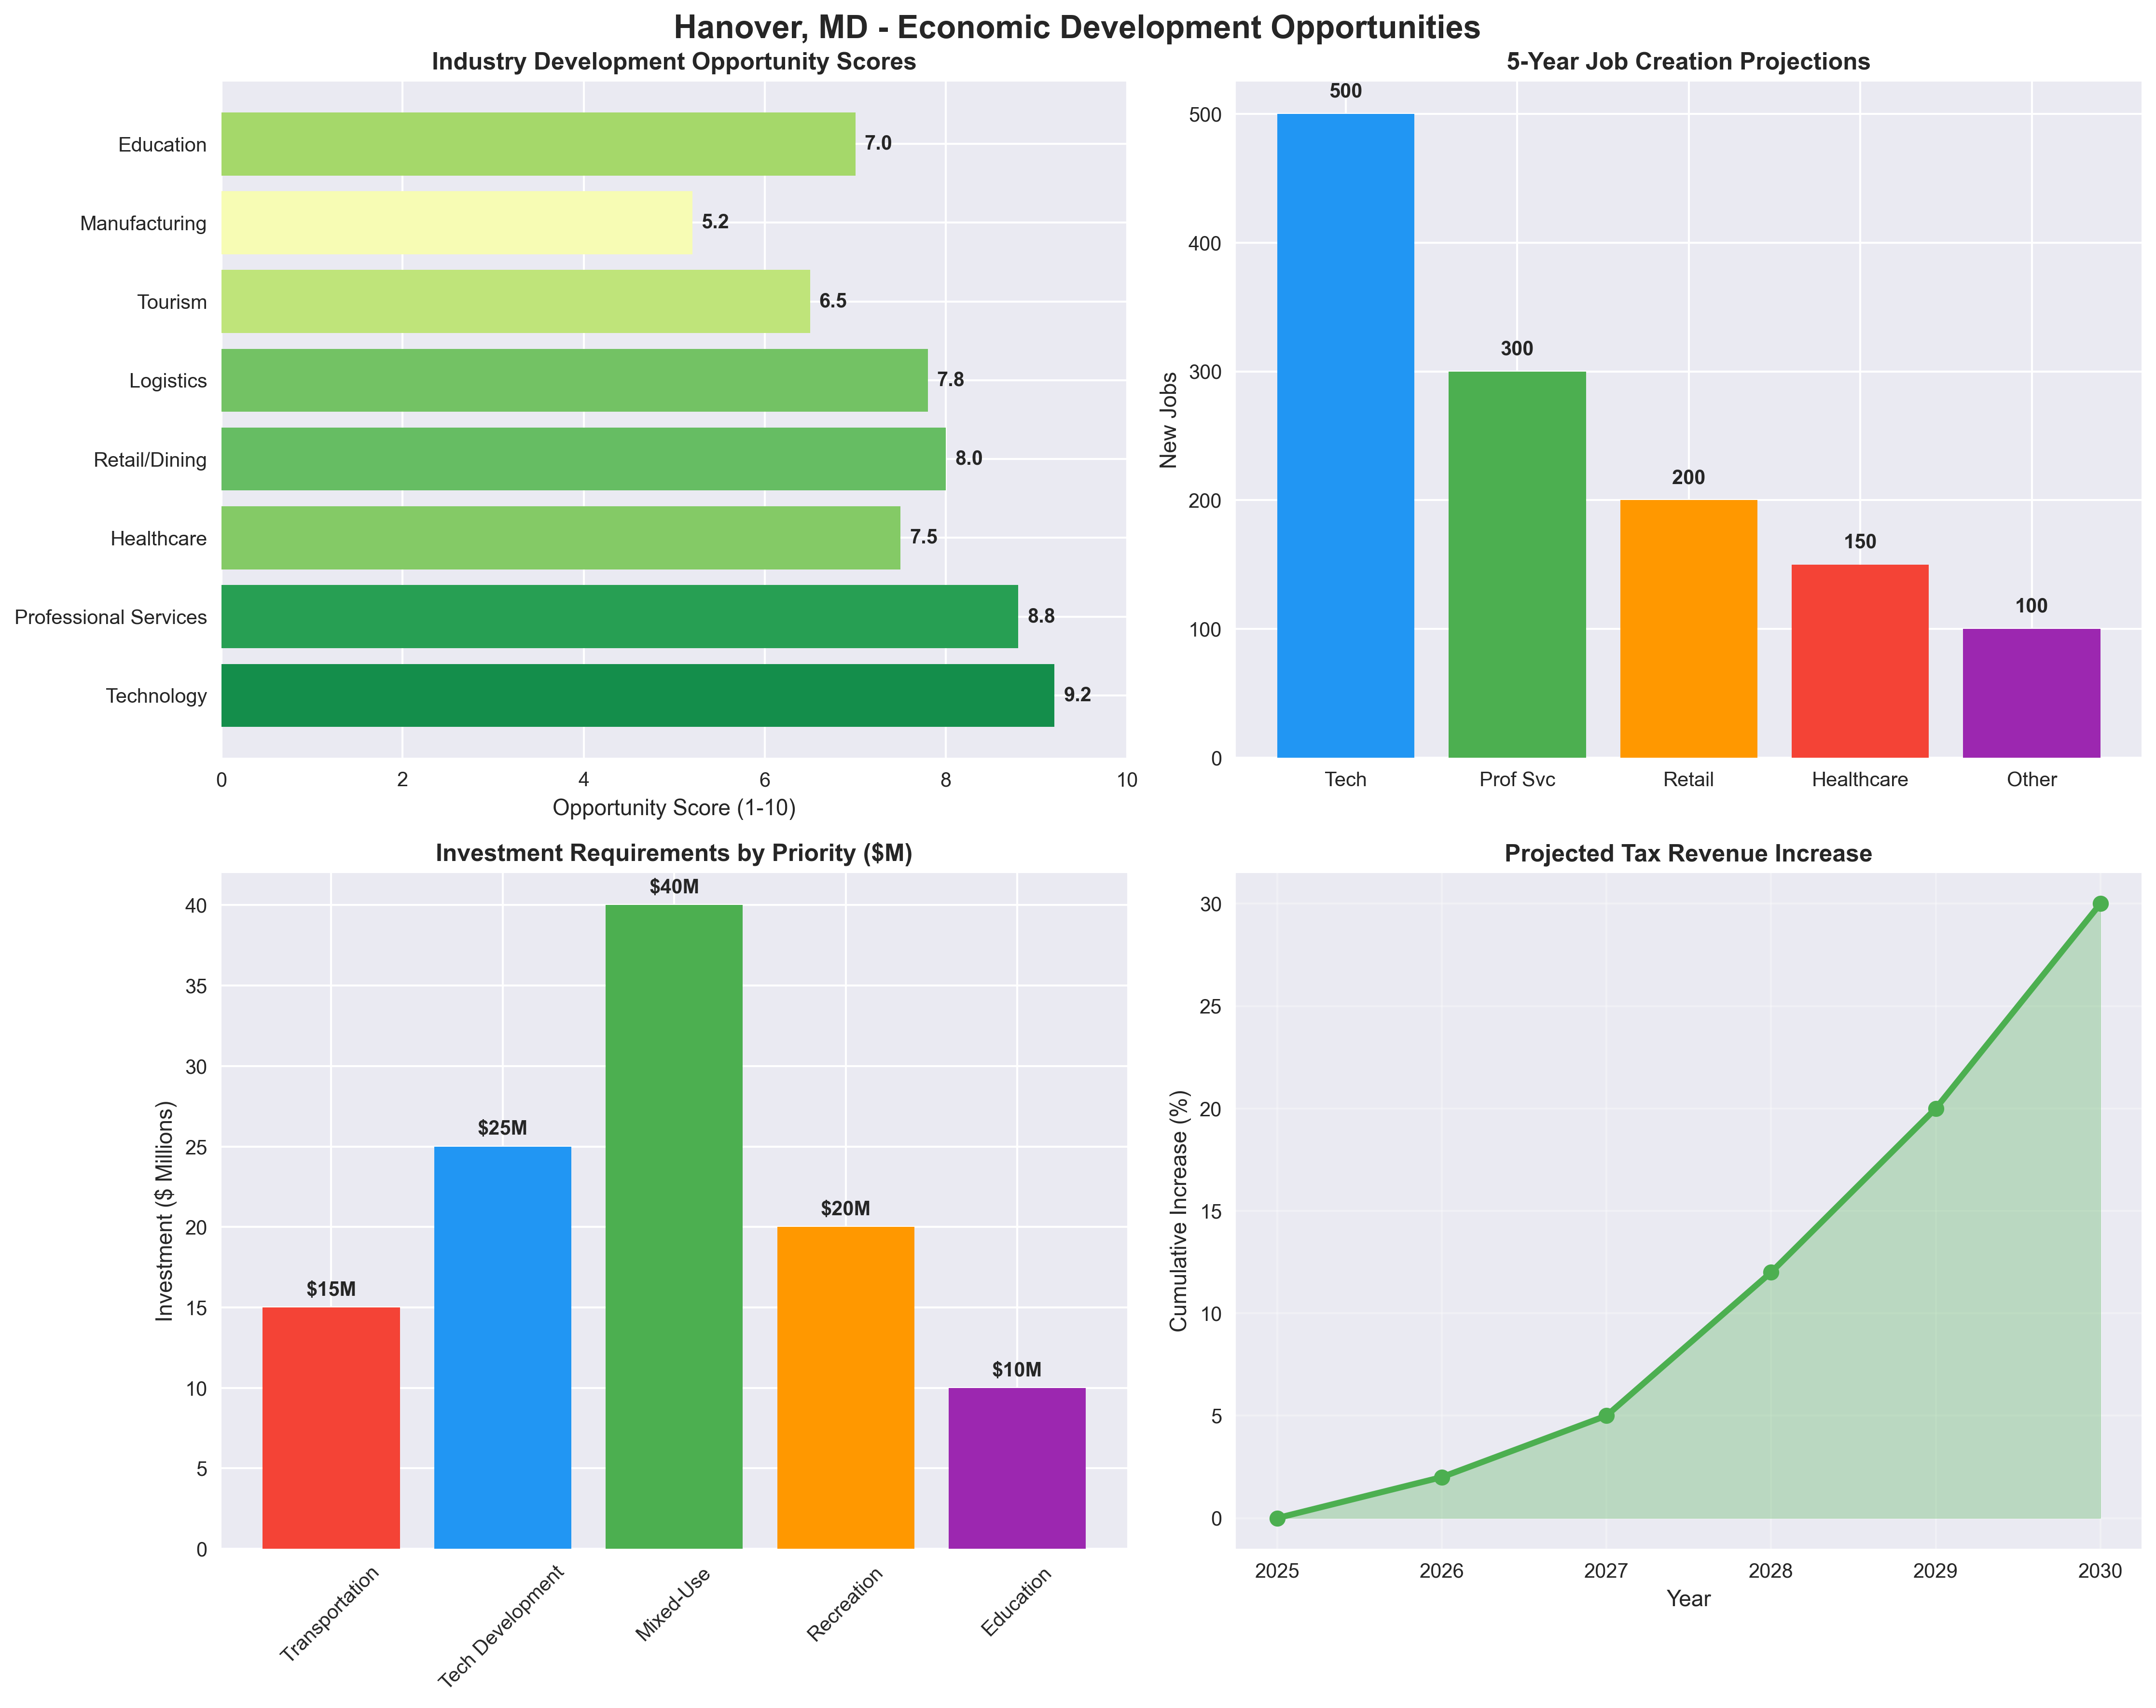 Hanover, MD - Economic Development Opportunities
Industry Development Opportunity Scores
Education
7.0
Manufacturing
5.2
Tourism
6.5
Logistics
7.8
Retail/Dining
8.0
Healthcare
7.5
Professional Services
8.8
Technology
9.2
0 2 4 6 8 10
Opportunity Score (1-10)
5-Year Job Creation Projections
New Jobs
500
400
300
200
100
0
500
300
200
150
100
Tech Prof Svc Retail Healthcare Other
Investment Requirements by Priority ($M)
Investment ($ Millions)
40
35
30
25
20
15
10
5
0
$15M
$25M
$40M
$20M
$10M
Transportation
Tech Development
Mixed-Use
Recreation
Education
Projected Tax Revenue Increase
Cumulative Increase (%)
30
25
20
15
10
5
0
2025 2026 2027 2028 2029 2030
Year